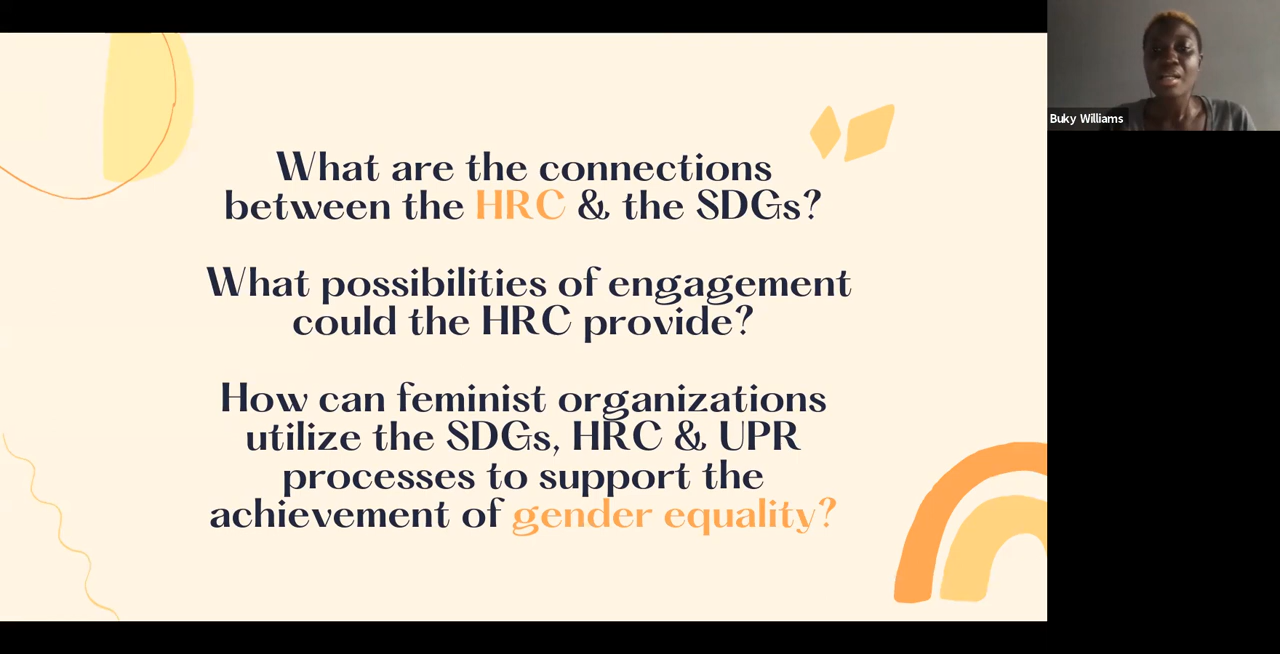 What are the connections
between the HRC & the SDGs?
What possibilities of engagement
could the HRC provide?
How can feminist organizations
utilize the SDGs, HRC & UPR
processes to support the
achievement of gender equality?
Buky Williams